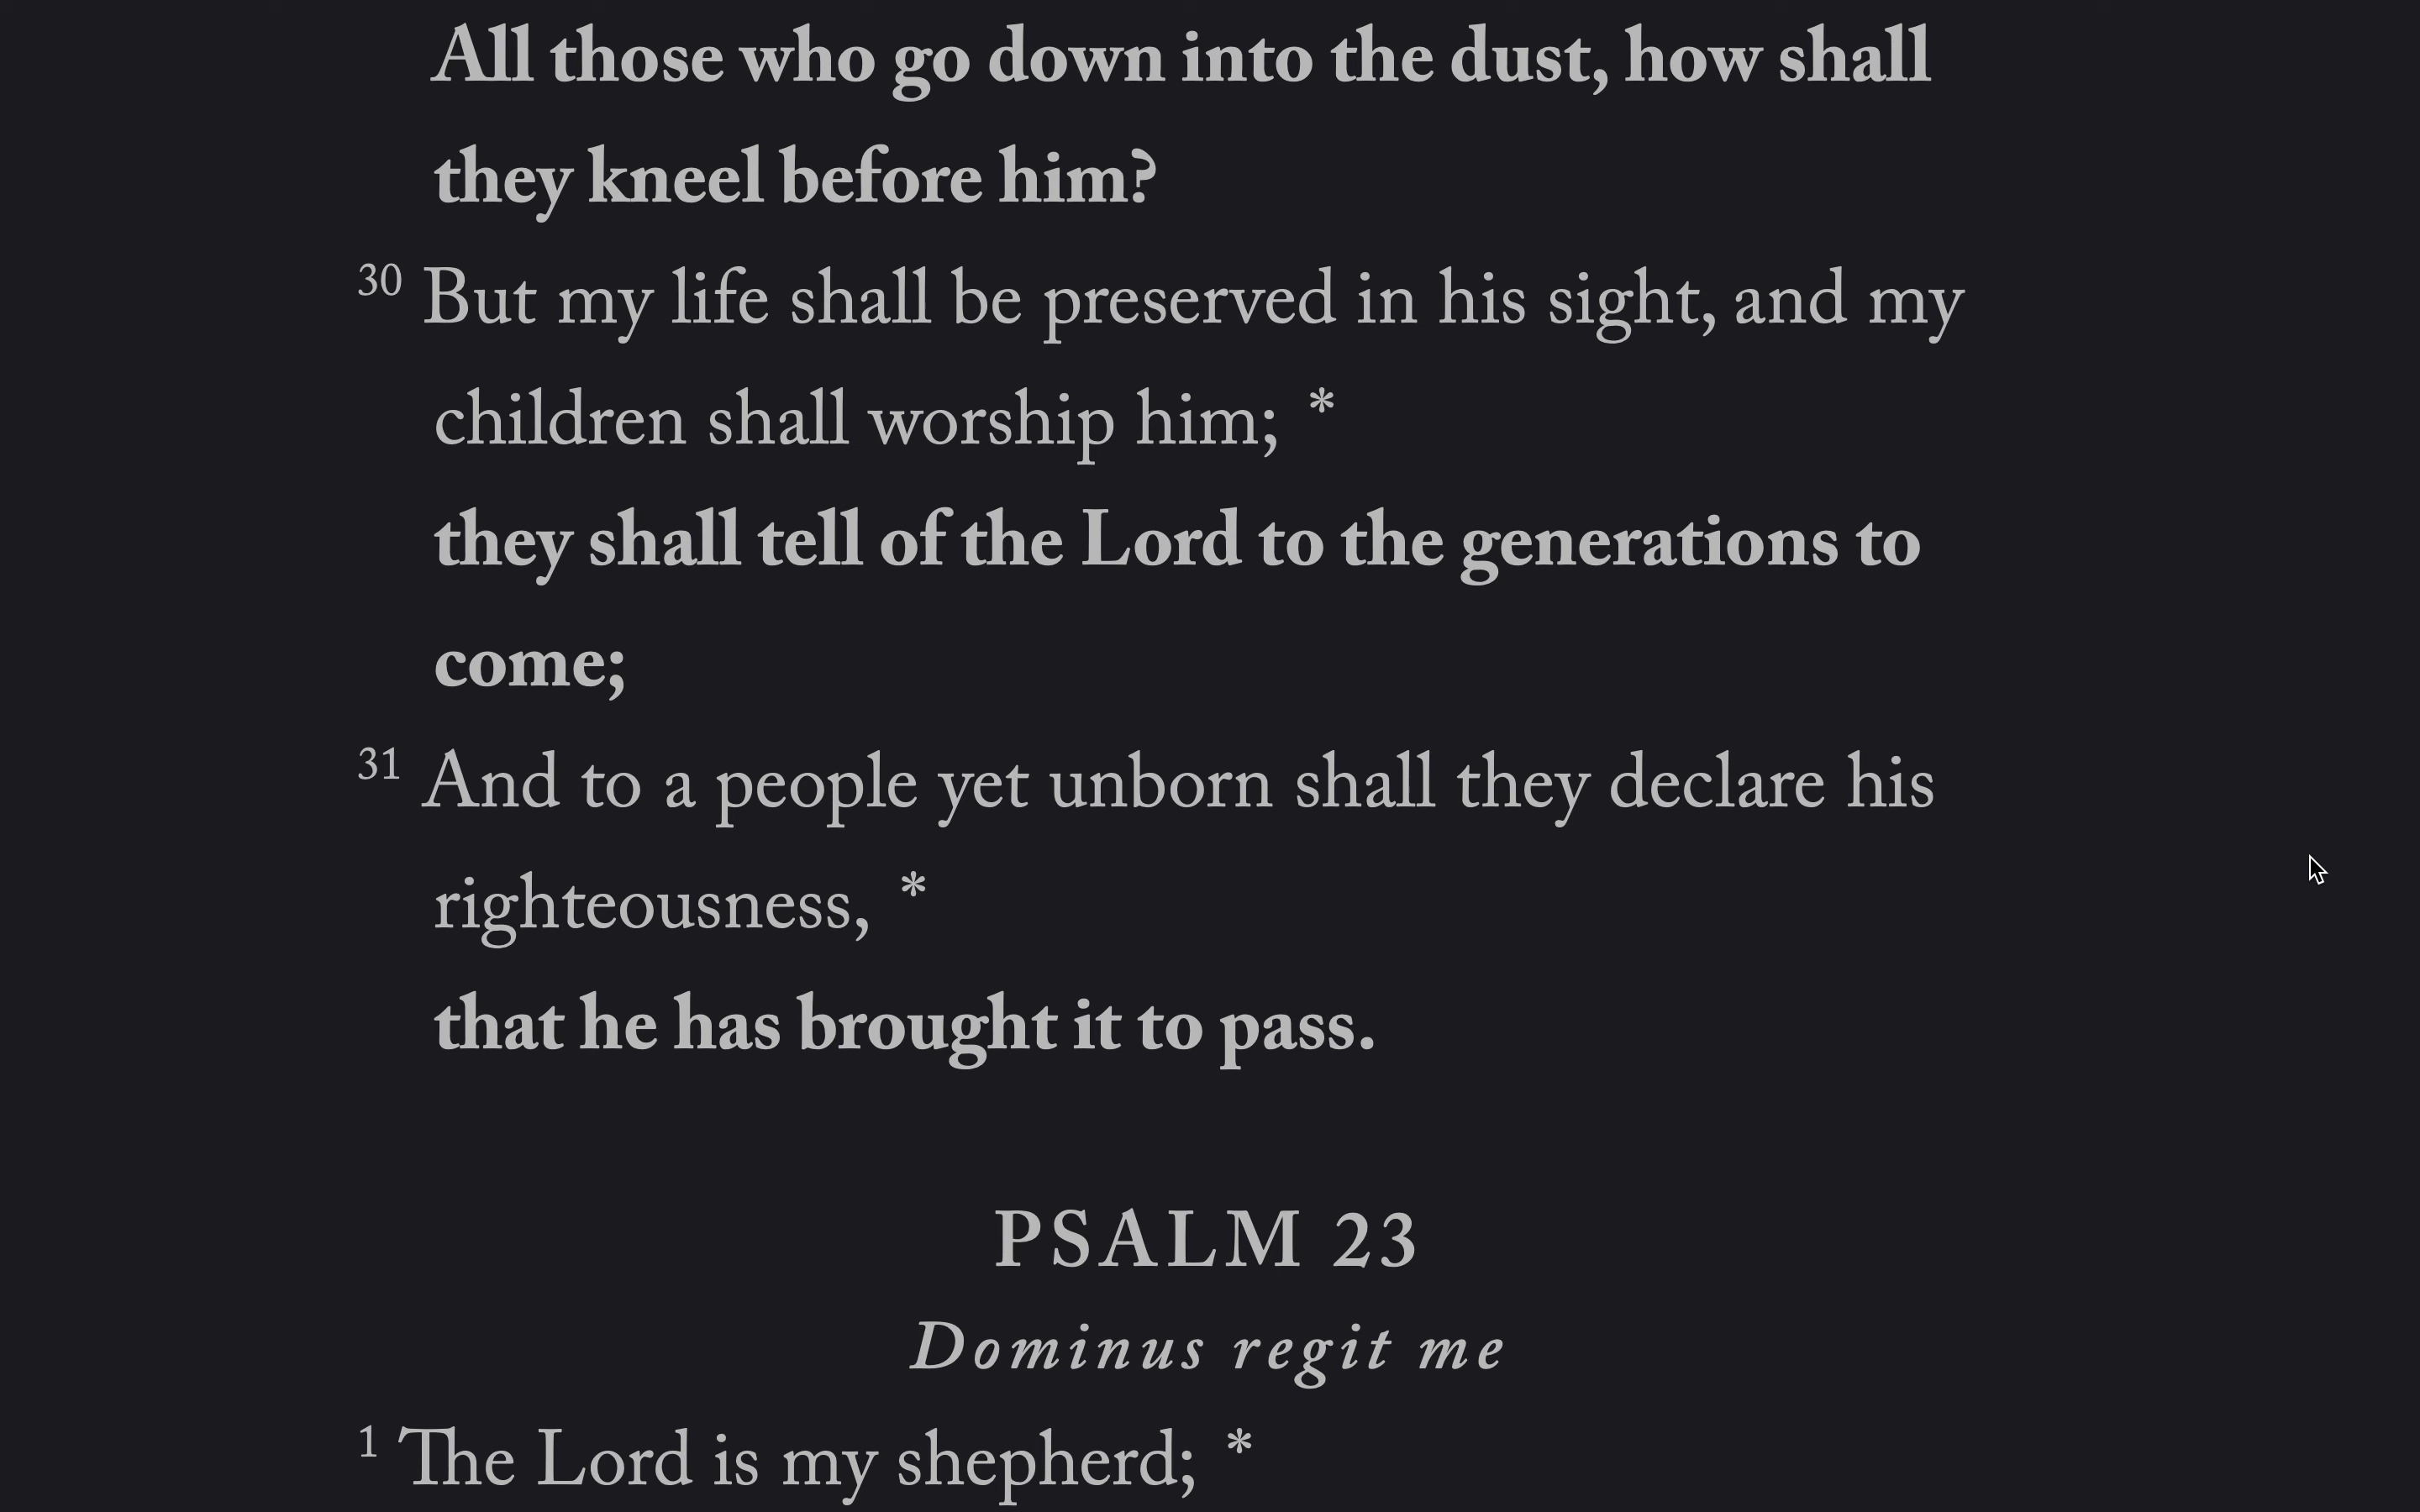 All those who go down into the dust, how shall
they kneel before him?
30 But my life shall be preserved in his sight, and my
children shall worship him; *
they shall tell of the Lord to the generations to
come;
31 And to a people yet unborn shall they declare his
righteousness, *
that he has brought it to pass.
PSALM 23
Dominus regit me
1 The Lord is my shepherd; *